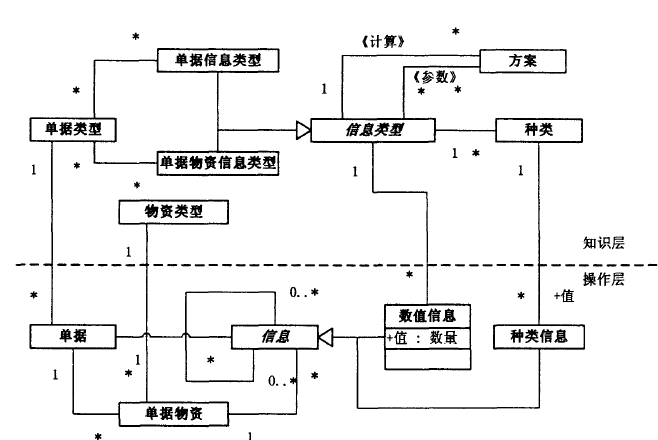 *
《计算》
*
单据信息类型
方案
*
1
《参数》
*
*
单据类型
信息类型
种类
1
*
单据物资信息类型
1
*
1
1
*
物资类型
1
知识层
操作层
*
0..*
*
*
+值
*
单据
信息
数值信息
+值 : 数量
种类信息
1
1
*
*
0..*
*
单据物资
*
1